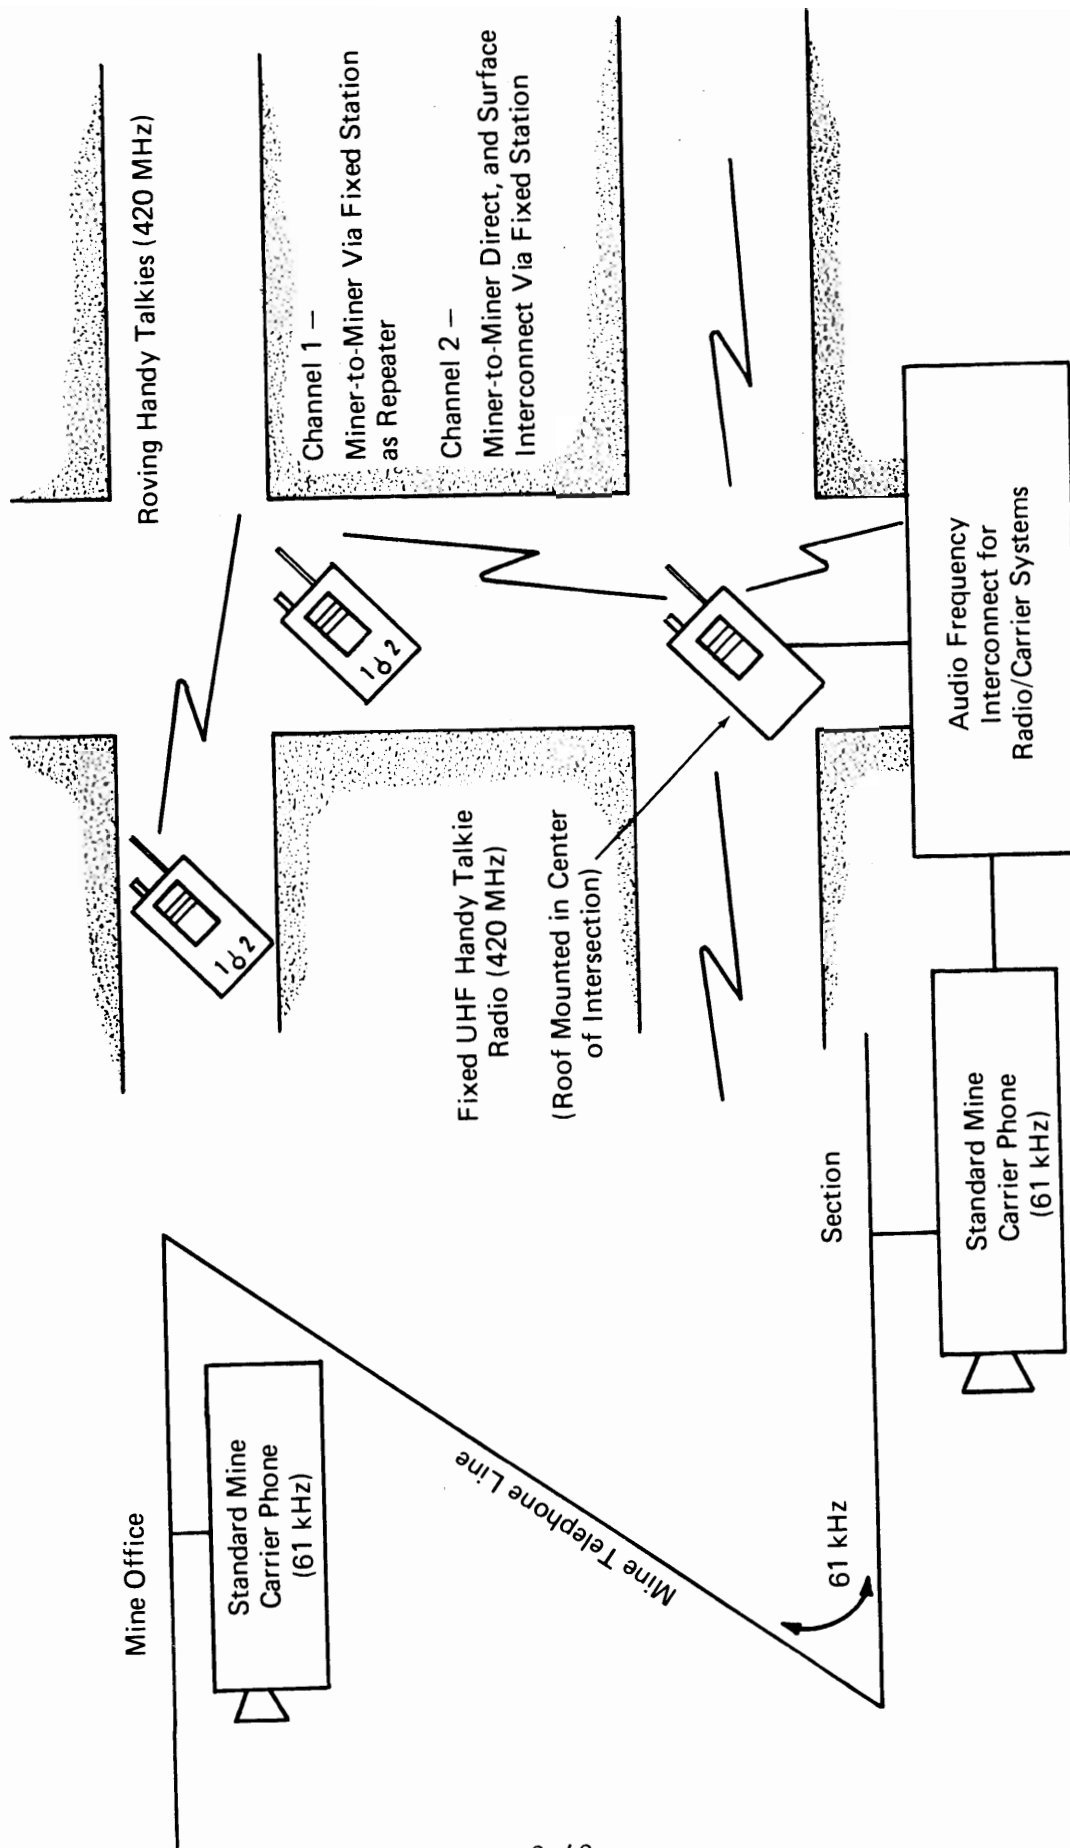 Mine Office
Standard Mine
Carrier Phone
(61 kHz)
Mine Telephone Line
61 kHz
Section
Standard Mine
Carrier Phone
(61 kHz)
Fixed UHF Handy Talkie
Radio (420 MHz)
(Roof Mounted in Center
of Intersection)
1 2
1 2
Roving Handy Talkies (420 MHz)
Channel 1 –
Miner-to-Miner Via Fixed Station
as Repeater
Channel 2 –
Miner-to-Miner Direct, and Surface
Interconnect Via Fixed Station
Audio Frequency
Interconnect for
Radio/Carrier Systems